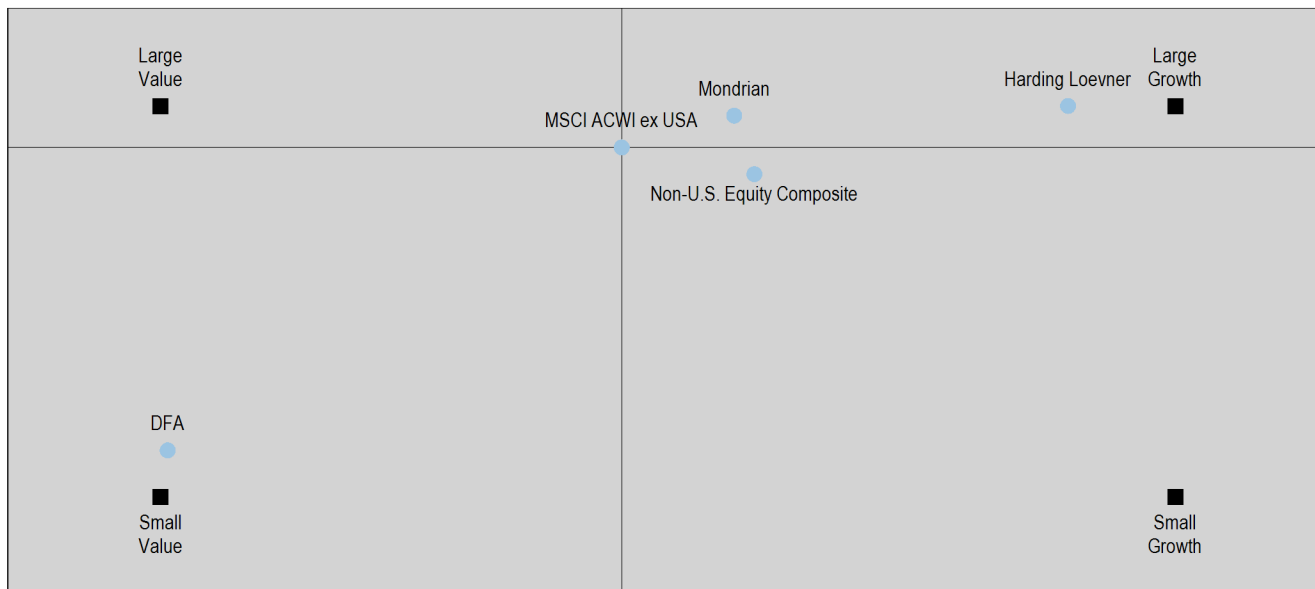 Large
Value
Large
Growth
Mondrian
Harding Loevner
MSCI ACWI ex USA
Non-U.S. Equity Composite
DFA
Small
Value
Small
Growth